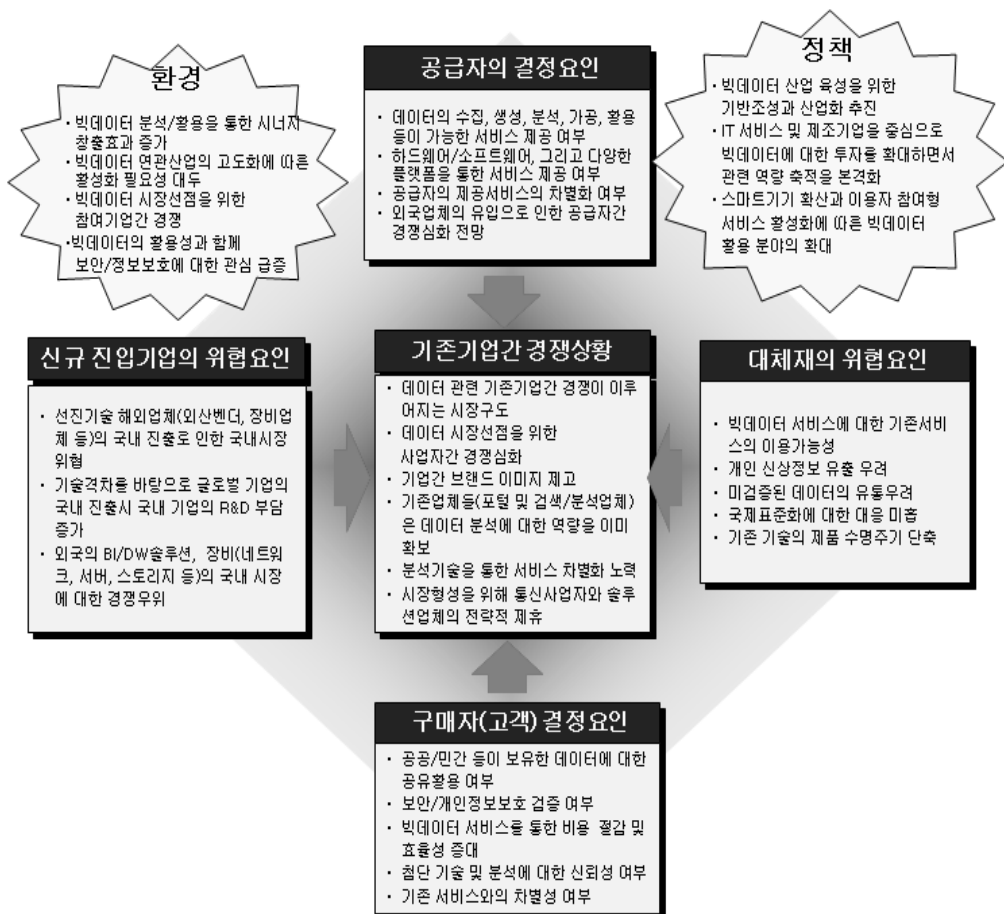 환경
· 빅데이터 분석/활용을 통한 시너지
창출효과 증가
· 빅데이터 연관산업의 고도화에 따른
활성화 필요성 대두
· 빅데이터 시장선점을 위한
참여기업간 경쟁
·빅데이터의 활용성과 함께
보안/정보보호에 대한 관심 급증
공급자의 결정요인
· 데이터의 수집, 생성, 분석, 가공, 활용
등이 가능한 서비스 제공 여부
· 하드웨어/소프트웨어, 그리고 다양한
플랫폼을 통한 서비스 제공 여부
· 공급자의 제공서비스의 차별화 여부
· 외국업체의 유입으로 인한 공급자간
경쟁심화 전망
정책
· 빅데이터 산업 육성을 위한
기반조성과 산업화 추진
· IT 서비스 및 제조기업을 중심으로
빅데이터에 대한 투자를 확대하면서
관련 역량 축적을 본격화
· 스마트기기 확산과 이용자 참여형
서비스 활성화에 따른 빅데이터
활용 분야의 확대
신규 진입기업의 위협요인
· 선진기술 해외업체(외산벤더, 장비업
체 등)의 국내 진출로 인한 국내시장
위협
· 기술격차를 바탕으로 글로벌 기업의
국내 진출시 국내 기업의 R&D 부담
증가
· 외국의 BI/DW솔루션, 장비(네트워
크, 서버, 스토리지 등)의 국내 시장
에 대한 경쟁우위
기존기업간 경쟁상황
· 데이터 관련 기존기업간 경쟁이 이루
어지는 시장구도
· 데이터 시장선점을 위한
사업자간 경쟁심화
· 기업간 브랜드 이미지 제고
· 기존업체들(포털 및 검색/분석업체)
은 데이터 분석에 대한 역량을 이미
확보
· 분석기술을 통한 서비스 차별화 노력
· 시장형성을 위해 통신사업자와 솔루
션업체의 전략적 제휴
대체재의 위협요인
· 빅데이터 서비스에 대한 기존서비
스의 이용가능성
· 개인 신상정보 유출 우려
· 미검증된 데이터의 유통우려
· 국제표준화에 대한 대응 미흡
· 기존 기술의 제품 수명주기 단축
구매자(고객) 결정요인
· 공공/민간 등이 보유한 데이터에 대한
공유활용 여부
· 보안/개인정보보호 검증 여부
· 빅데이터 서비스를 통한 비용 절감 및
효율성 증대
· 첨단 기술 및 분석에 대한 신뢰성 여부
· 기존 서비스와의 차별성 여부